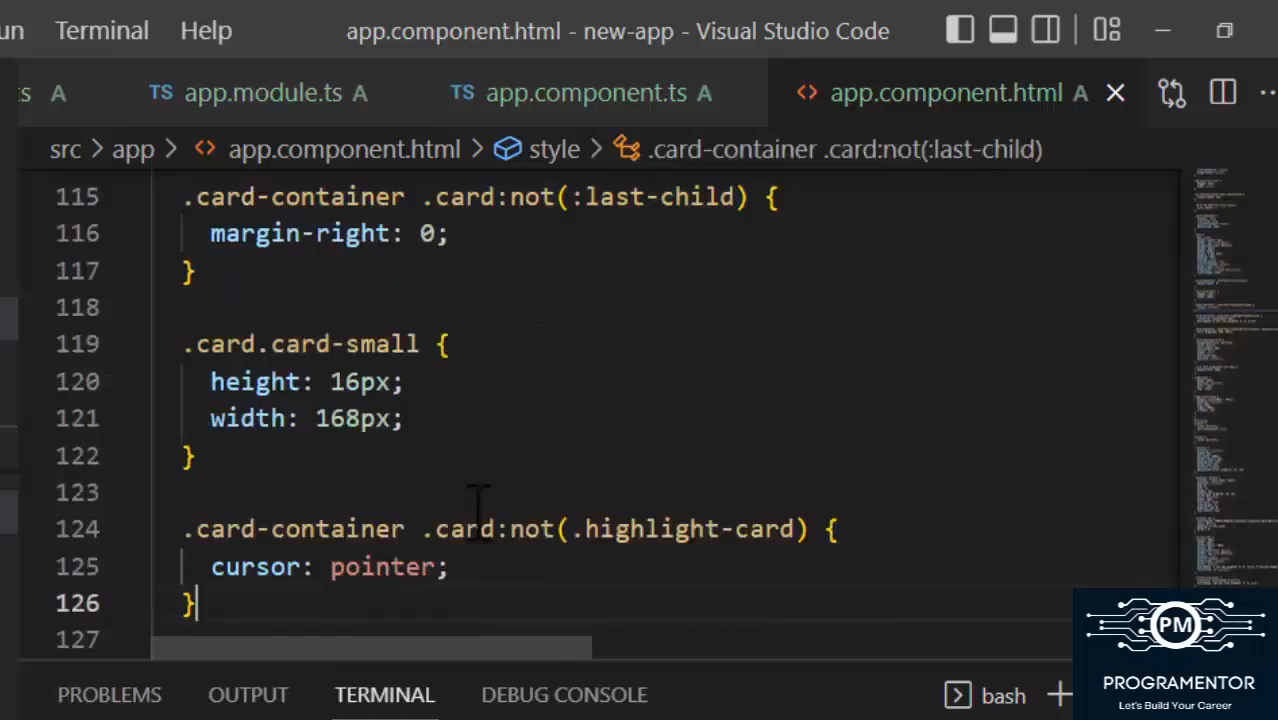 un Terminal Help app.component.html - new-app - Visual Studio Code
ts A TS app.module.ts A TS app.component.ts A <> app.component.html A
src > app > <> app.component.html > style > .card-container .card:not(:last-child)
115 .card-container .card:not(:last-child) {
116 margin-right: 0;
117 }
118
119 .card.card-small {
120 height: 16px;
121 width: 168px;
122 }
123
124 .card-container .card:not(.highlight-card) {
125 cursor: pointer;
126 }
127
PROBLEMS OUTPUT TERMINAL DEBUG CONSOLE bash
PM
PROGRAMENTOR
Let's Build Your Career